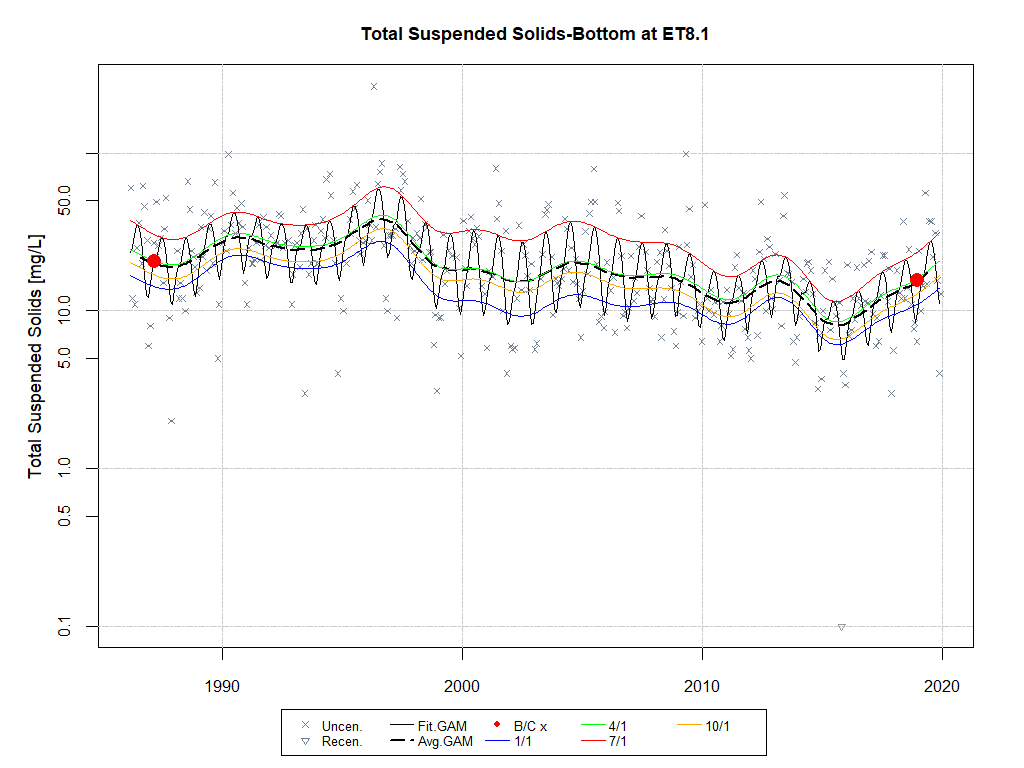 Total Suspended Solids-Bottom at ET8.1
Total Suspended Solids [mg/L]
50.0
10.0
5.0
1.0
0.5
0.1
1990 2000 2010 2020
Uncen. Fit.GAM B/C x 4/1 10/1
Recen. Avg.GAM 1/1 7/1